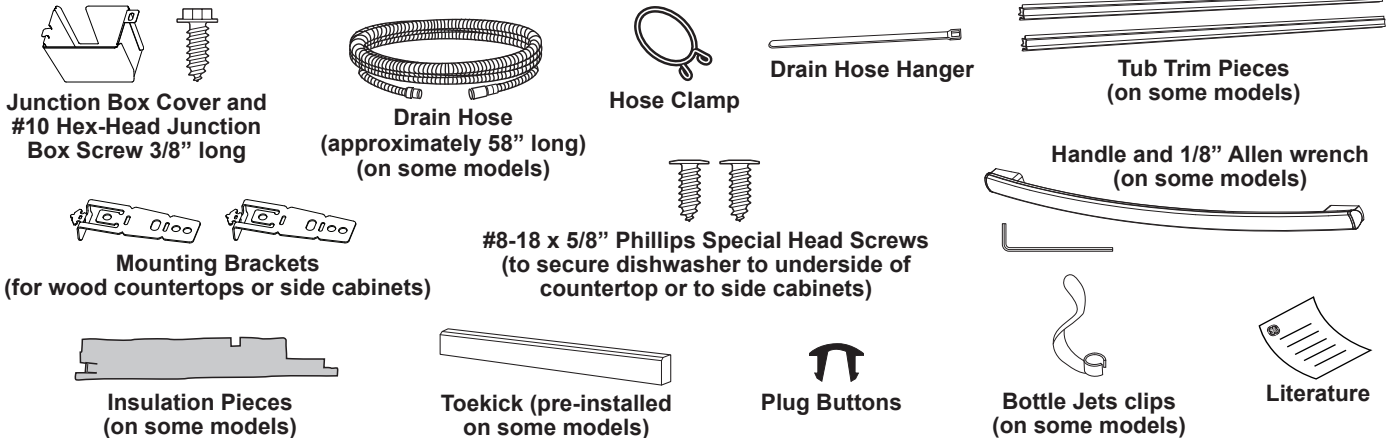 Junction Box Cover and
#10 Hex-Head Junction
Box Screw 3/8” long
Drain Hose
(approximately 58” long)
(on some models)
Hose Clamp
Drain Hose Hanger
Tub Trim Pieces
(on some models)
Mounting Brackets
(for wood countertops or side cabinets)
#8-18 x 5/8” Phillips Special Head Screws
(to secure dishwasher to underside of
countertop or to side cabinets)
Handle and 1/8” Allen wrench
(on some models)
Insulation Pieces
(on some models)
Toekick (pre-installed
on some models)
Plug Buttons
Bottle Jets clips
(on some models)
Literature